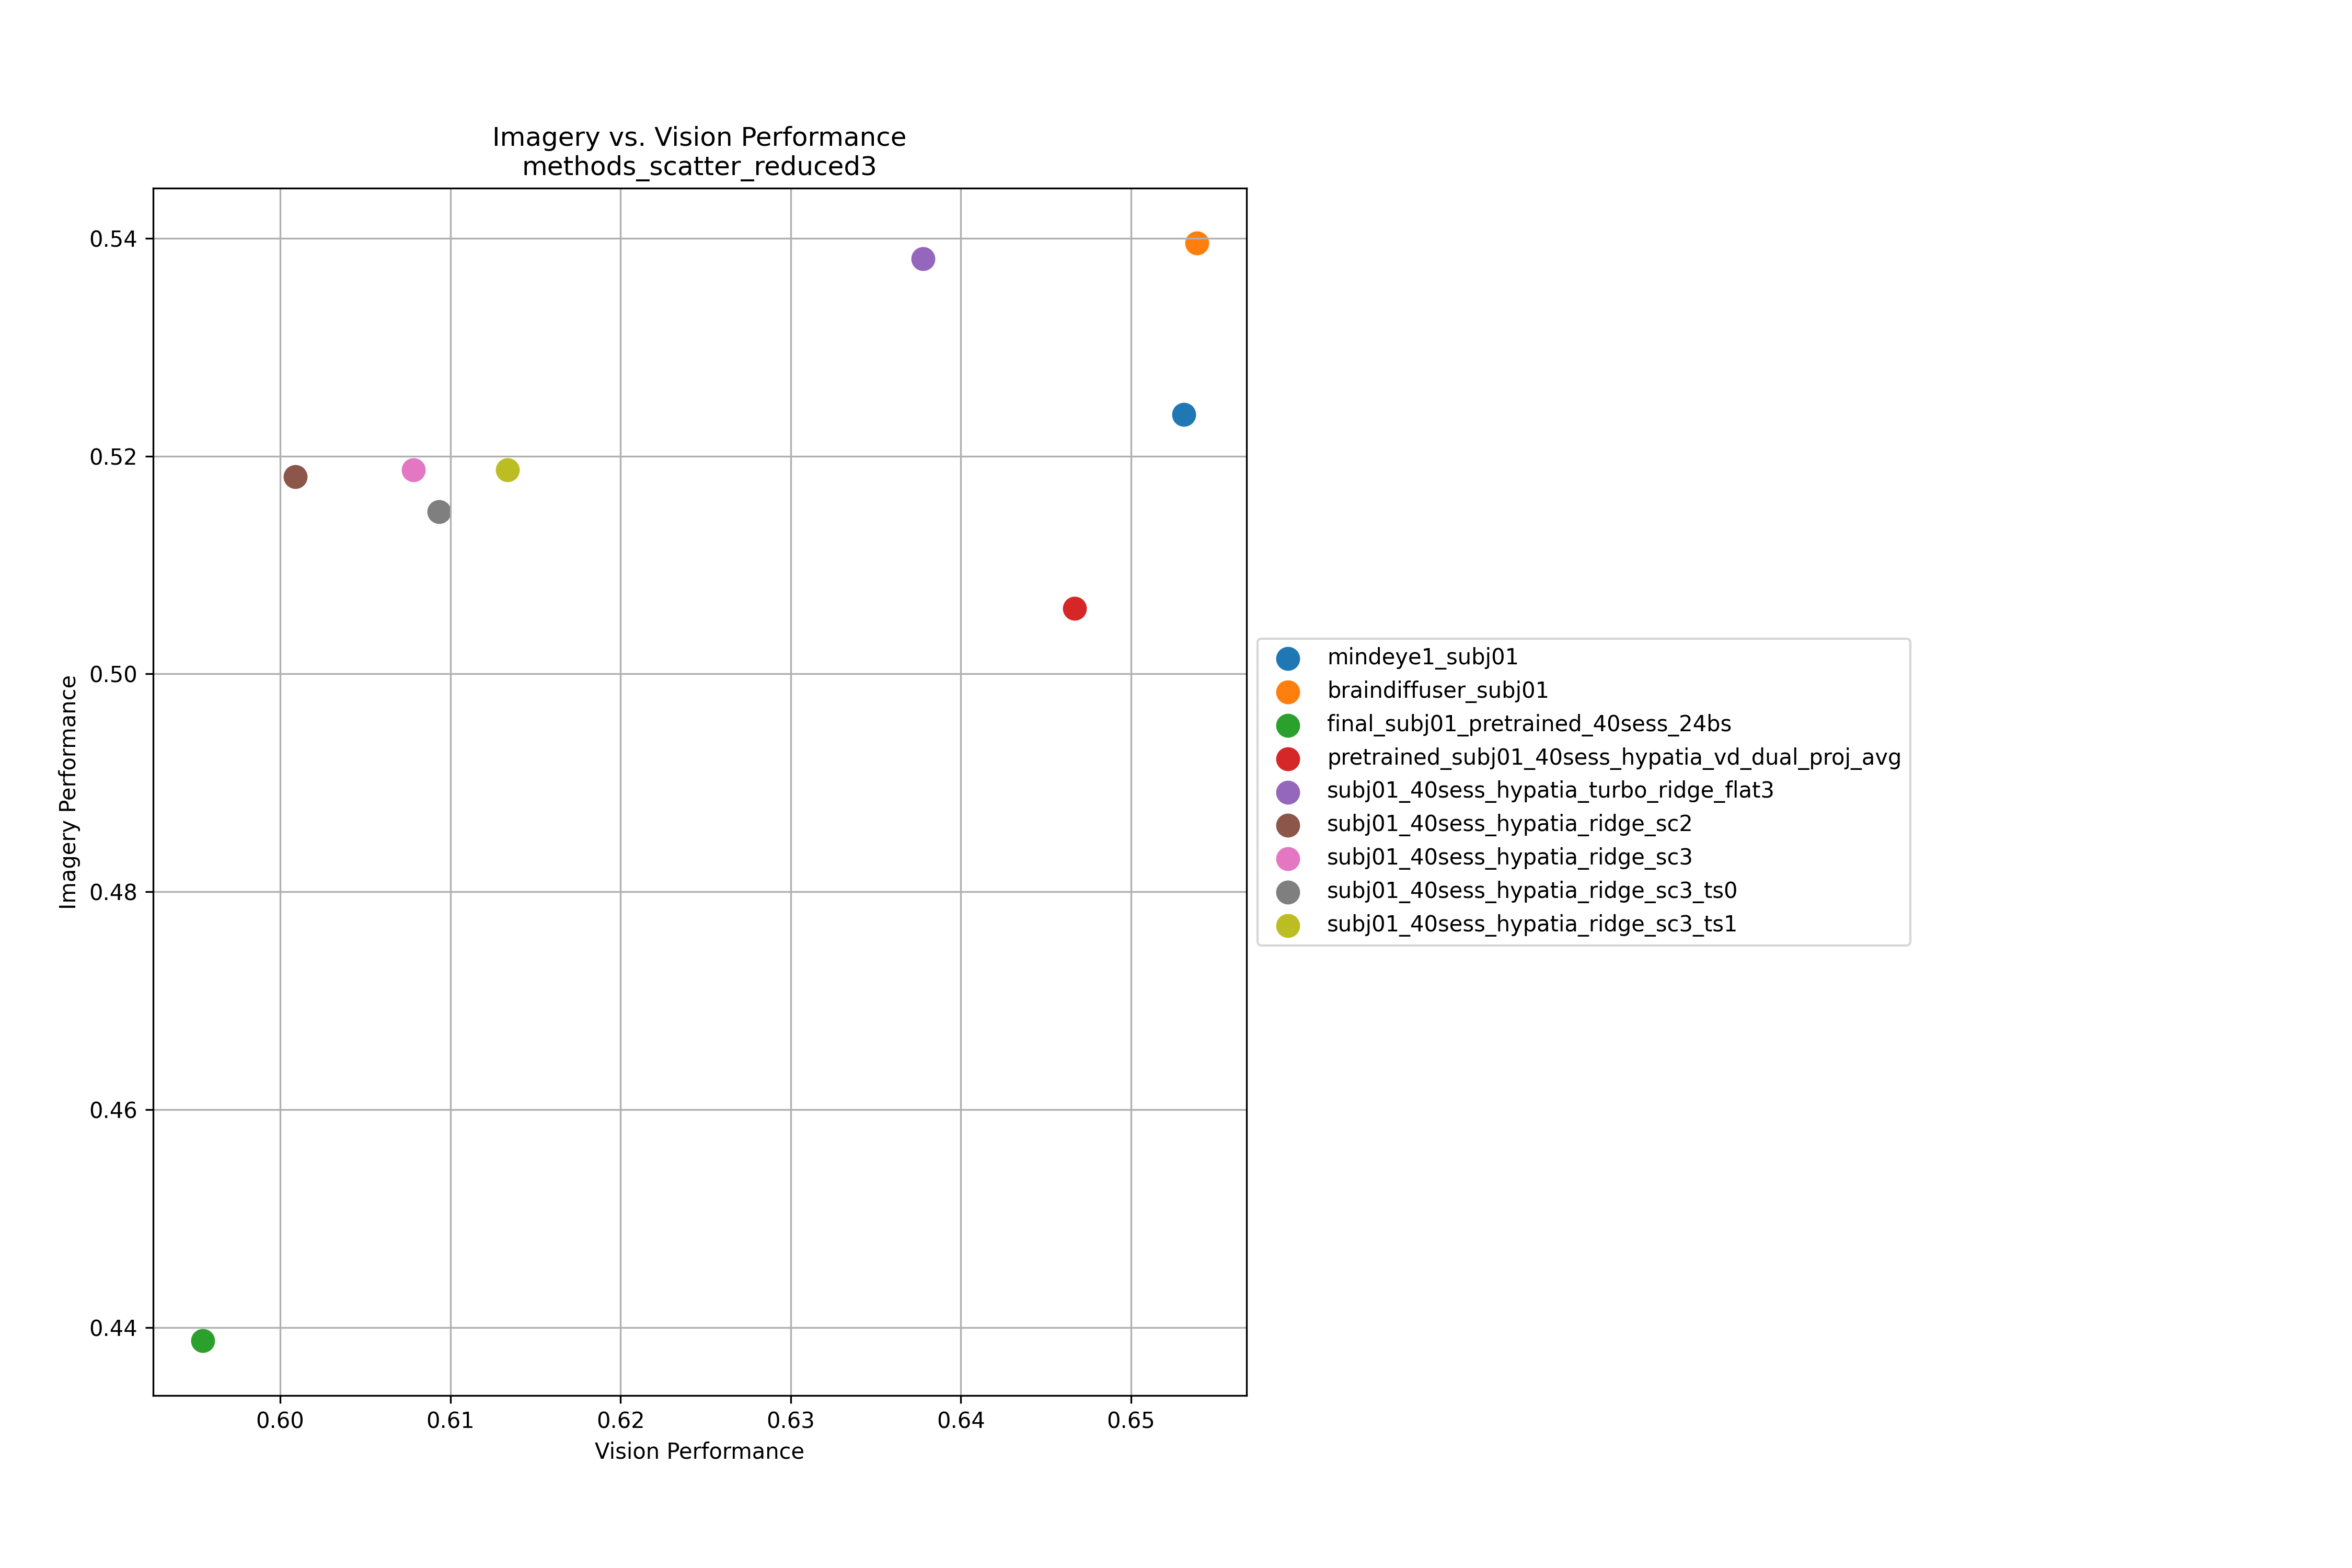 Imagery vs. Vision Performance
methods_scatter_reduced3
0.54
0.52
0.50
0.48
0.46
0.44
Imagery Performance
0.60 0.61 0.62 0.63 0.64 0.65
Vision Performance
mindeye1_subj01
braindiffuser_subj01
final_subj01_pretrained_40sess_24bs
pretrained_subj01_40sess_hypatia_vd_dual_proj_avg
subj01_40sess_hypatia_turbo_ridge_flat3
subj01_40sess_hypatia_ridge_sc2
subj01_40sess_hypatia_ridge_sc3
subj01_40sess_hypatia_ridge_sc3_ts0
subj01_40sess_hypatia_ridge_sc3_ts1